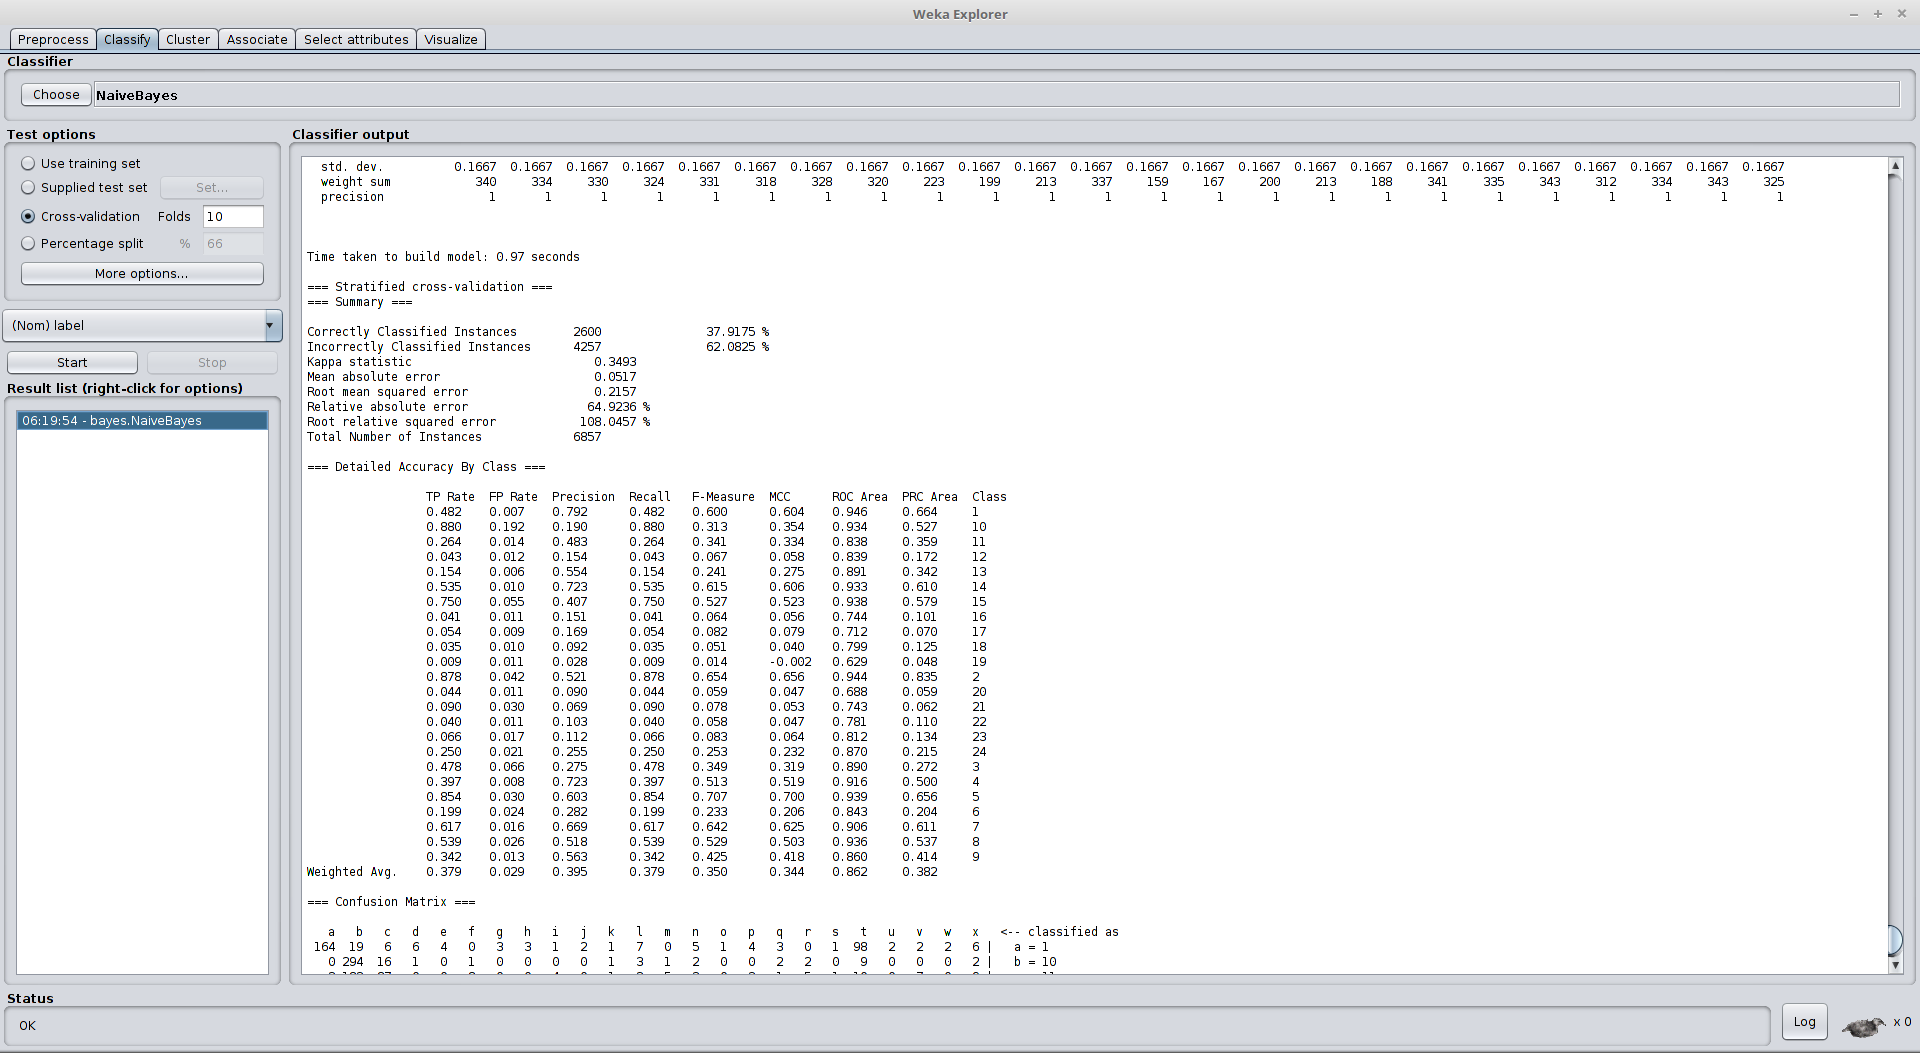 Weka Explorer
Preprocess Classify Cluster Associate Select attributes Visualize
Classifier
Choose NaiveBayes
Test options
Use training set
Supplied test set Set...
Cross-validation Folds 10
Percentage split % 66
More options...
(Nom) label
Start Stop
Result list (right-click for options)
06:19:54 - bayes.NaiveBayes
Classifier output
std. dev. 0.1667 0.1667 0.1667 0.1667 0.1667 0.1667 0.1667 0.1667 0.1667 0.1667 0.1667 0.1667 0.1667 0.1667 0.1667 0.1667 0.1667 0.1667 0.1667 0.1667 0.1667 0.1667 0.1667 0.1667
weight sum 340 334 330 324 331 318 328 320 223 199 213 337 159 167 200 213 188 341 335 343 312 334 343 325
precision 1 1 1 1 1 1 1 1 1 1 1 1 1 1 1 1 1 1 1 1 1 1 1 1
Time taken to build model: 0.97 seconds
=== Stratified cross-validation ===
=== Summary ===
Correctly Classified Instances 2600 37.9175 %
Incorrectly Classified Instances 4257 62.0825 %
Kappa statistic 0.3493
Mean absolute error 0.0517
Root mean squared error 0.2157
Relative absolute error 64.9236 %
Root relative squared error 108.0457 %
Total Number of Instances 6857
=== Detailed Accuracy By Class ===
TP Rate FP Rate Precision Recall F-Measure MCC ROC Area PRC Area Class
0.482 0.007 0.792 0.482 0.600 0.604 0.946 0.664 1
0.880 0.192 0.190 0.880 0.313 0.354 0.934 0.527 10
0.264 0.014 0.483 0.264 0.341 0.334 0.838 0.359 11
0.043 0.012 0.154 0.043 0.067 0.058 0.839 0.172 12
0.154 0.006 0.554 0.154 0.241 0.275 0.891 0.342 13
0.535 0.010 0.723 0.535 0.615 0.606 0.933 0.610 14
0.750 0.055 0.407 0.750 0.527 0.523 0.938 0.579 15
0.041 0.011 0.151 0.041 0.064 0.056 0.744 0.101 16
0.054 0.009 0.169 0.054 0.082 0.079 0.712 0.070 17
0.035 0.010 0.092 0.035 0.051 0.040 0.799 0.125 18
0.009 0.011 0.028 0.009 0.014 -0.002 0.629 0.048 19
0.878 0.042 0.521 0.878 0.654 0.656 0.944 0.835 2
0.044 0.011 0.090 0.044 0.059 0.047 0.688 0.059 20
0.090 0.030 0.069 0.090 0.078 0.053 0.743 0.062 21
0.040 0.011 0.103 0.040 0.058 0.047 0.781 0.110 22
0.066 0.017 0.112 0.066 0.083 0.064 0.812 0.134 23
0.250 0.021 0.255 0.250 0.253 0.232 0.870 0.215 24
0.478 0.066 0.275 0.478 0.349 0.319 0.890 0.272 3
0.397 0.008 0.723 0.397 0.513 0.519 0.916 0.500 4
0.854 0.030 0.603 0.854 0.707 0.700 0.939 0.656 5
0.199 0.024 0.282 0.199 0.233 0.206 0.843 0.204 6
0.617 0.016 0.669 0.617 0.642 0.625 0.906 0.611 7
0.539 0.026 0.518 0.539 0.529 0.503 0.936 0.537 8
0.342 0.013 0.563 0.342 0.425 0.418 0.860 0.414 9
Weighted Avg. 0.379 0.029 0.395 0.379 0.350 0.344 0.862 0.382
=== Confusion Matrix ===
a b c d e f g h i j k l m n o p q r s t u v w x <-- classified as
164 19 6 6 4 0 3 3 1 2 1 7 0 5 1 4 3 0 1 98 2 2 2 6 | a = 1
0 294 16 1 0 1 0 0 0 0 1 3 1 2 0 0 2 2 0 9 0 0 0 2 | b = 10
Status
OK
Log x 0